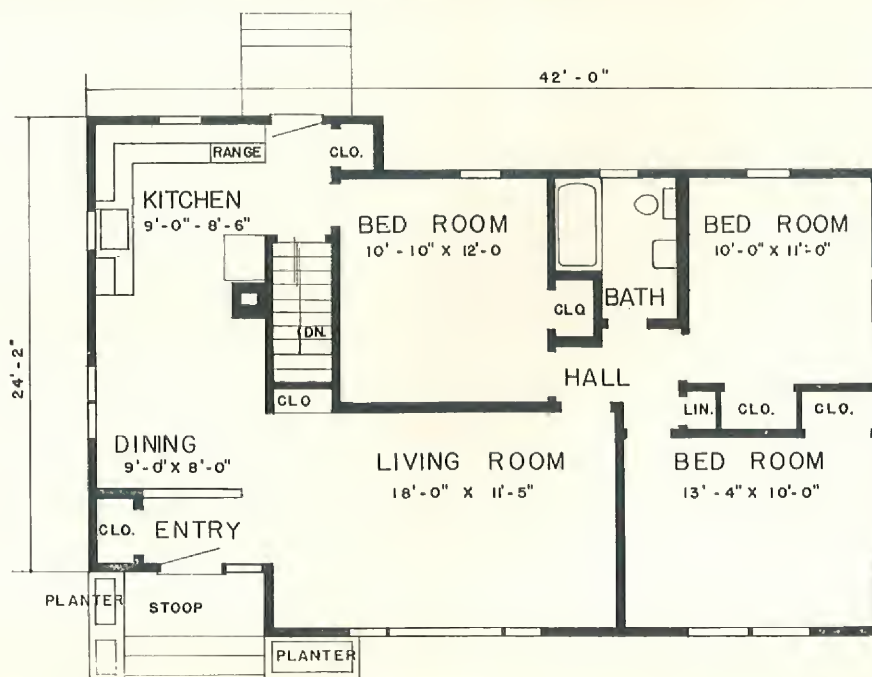 42' - 0"
RANGE
CLO.
KITCHEN
9'-0" - 8'-6"
BED ROOM
10' - 10" X 12'-0
BED ROOM
10'-0" X 11'-0"
BATH
CLO
DN.
24'-2"
HALL
CLO
LIN.
CLO.
CLO.
DINING
9'-0' X 8'-0"
LIVING ROOM
18'-0" X 11'-5"
BED ROOM
13' - 4" X 10'-0"
CLO.
ENTRY
PLANTER
STOOP
PLANTER